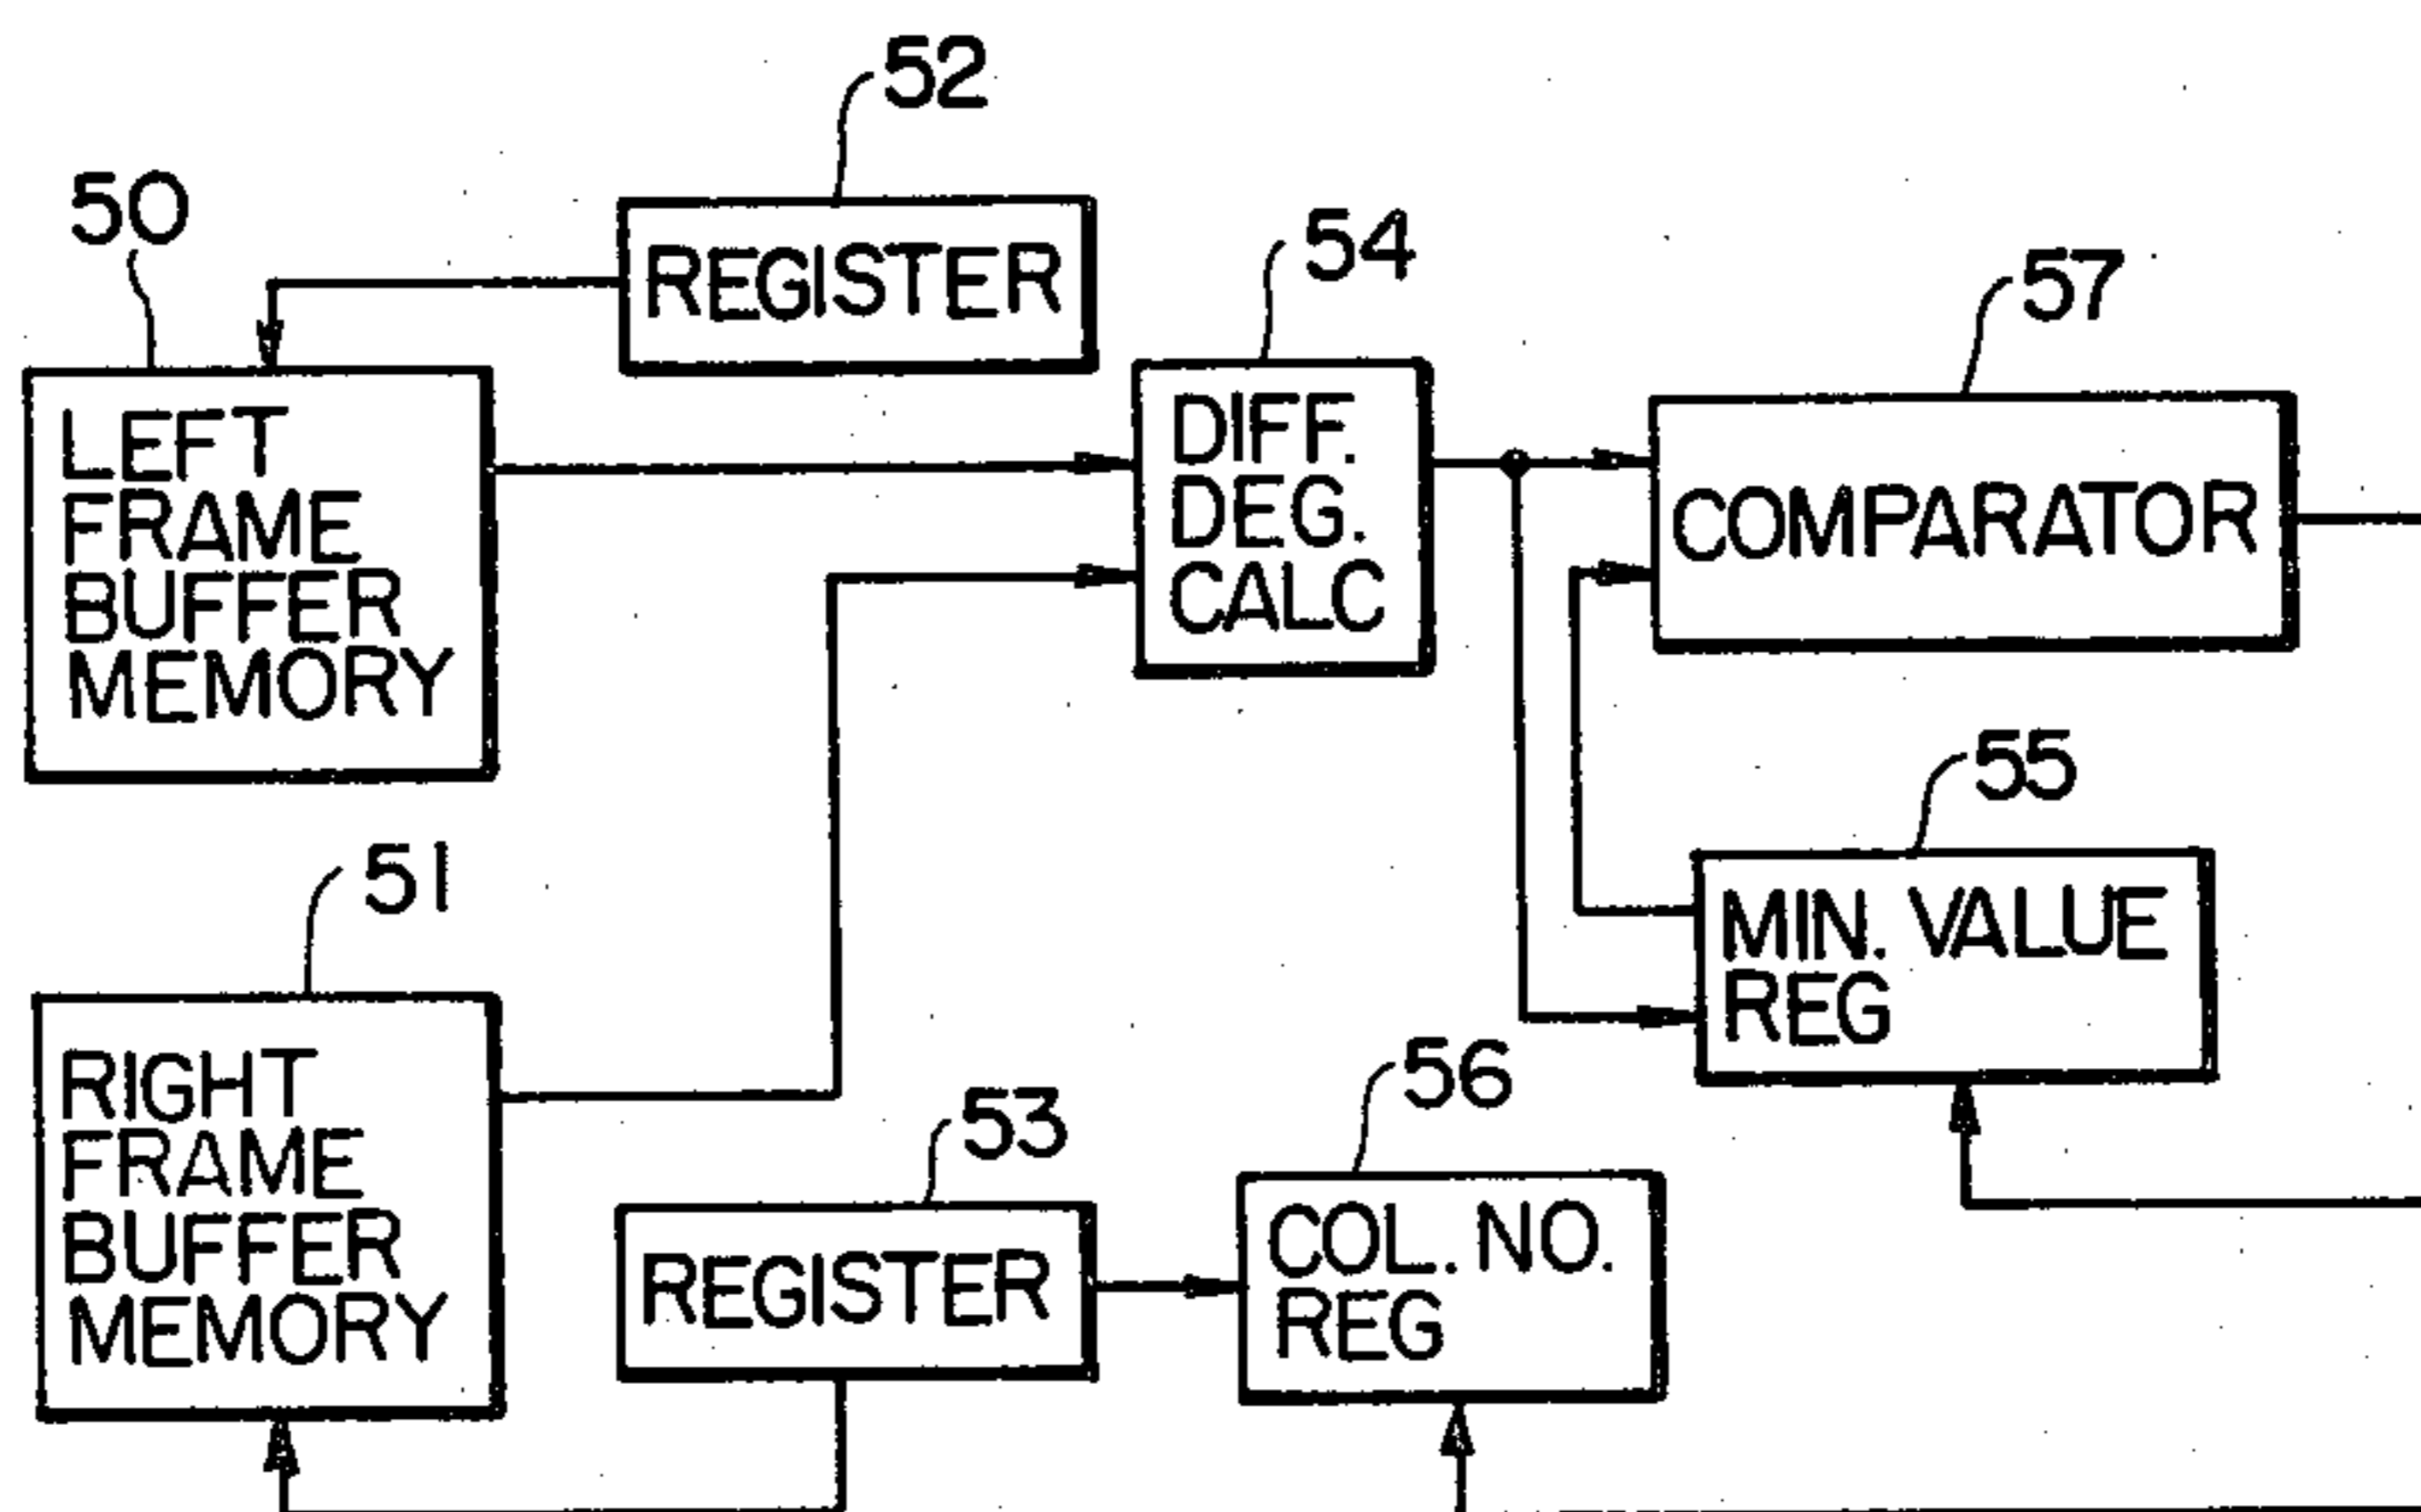 52
50
REGISTER
54
57
LEFT
FRAME
BUFFER
MEMORY
DIFF.
DEG.
CALC
COMPARATOR
55
51
MIN. VALUE
REG
RIGHT
FRAME
BUFFER
MEMORY
53
56
REGISTER
COL. NO.
REG